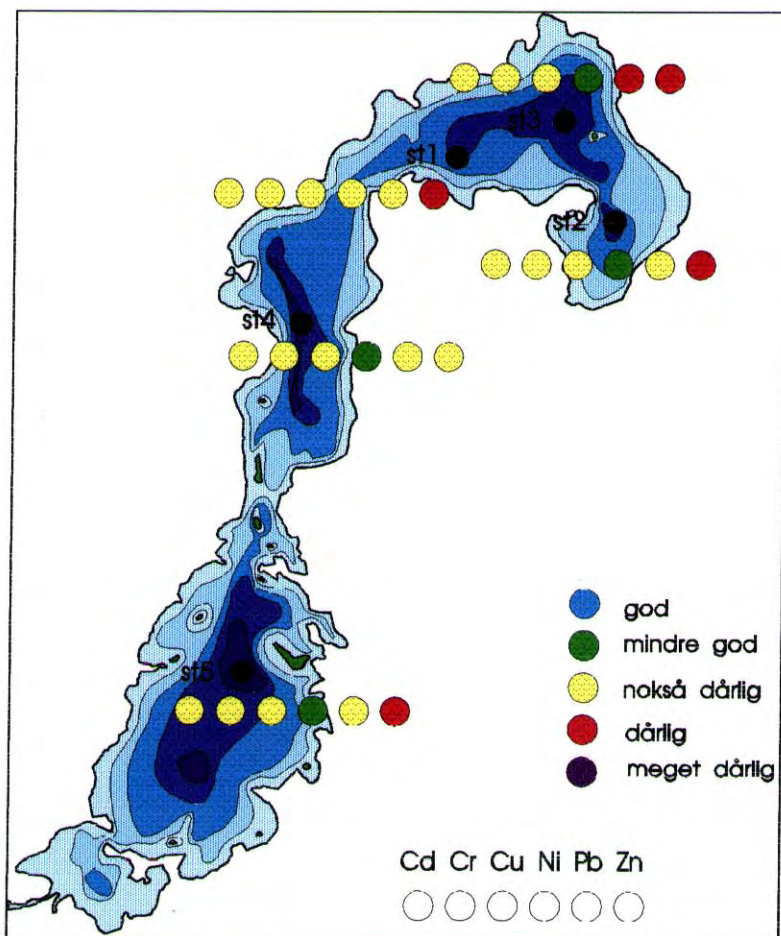 st3
st1
st2
st4
st5
god
mindre god
nokså dårlig
dårlig
meget dårlig
Cd Cr Cu Ni Pb Zn